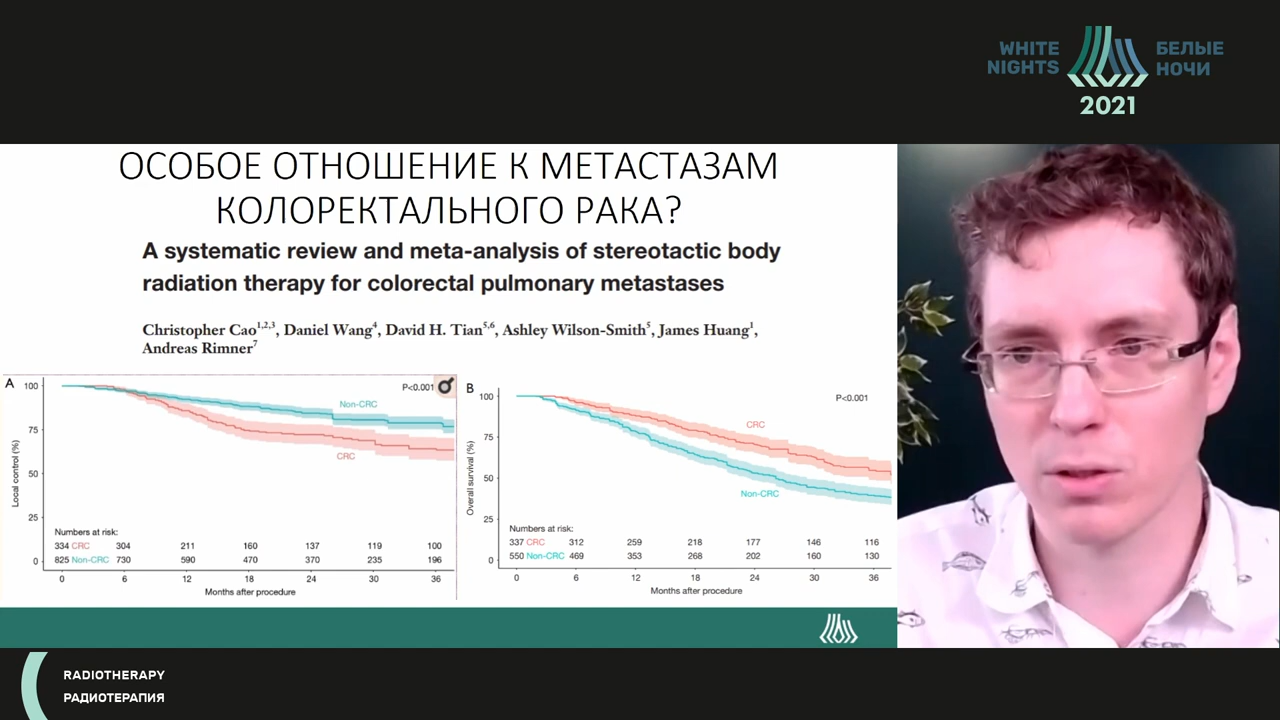 WHITE
NIGHTS
БЕЛЫЕ
НОЧИ
2021
ОСОБОЕ ОТНОШЕНИЕ К МЕТАСТАЗАМ
КОЛОРЕКТАЛЬНОГО РАКА?
A systematic review and meta-analysis of stereotactic body
radiation therapy for colorectal pulmonary metastases
Christopher Cao1,2,3, Daniel Wang4, David H. Tian5,6, Ashley Wilson-Smith5, James Huang1,
Andreas Rimner7
A
P<0.001
100
75
50
25
0
Local control (%)
Non-CRC
CRC
Numbers at risk:
334 CRC 304 211 160 137 119 100
825 Non-CRC 730 590 470 370 235 196
0 6 12 18 24 30 36
Months after procedure
B
P<0.001
100
75
50
25
0
Overall survival (%)
CRC
Non-CRC
Numbers at risk:
337 CRC 312 259 218 177 146 116
550 Non-CRC 469 353 268 202 160 130
0 6 12 18 24 30 36
Months after procedure
RADIOTHERAPY
РАДИОТЕРАПИЯ